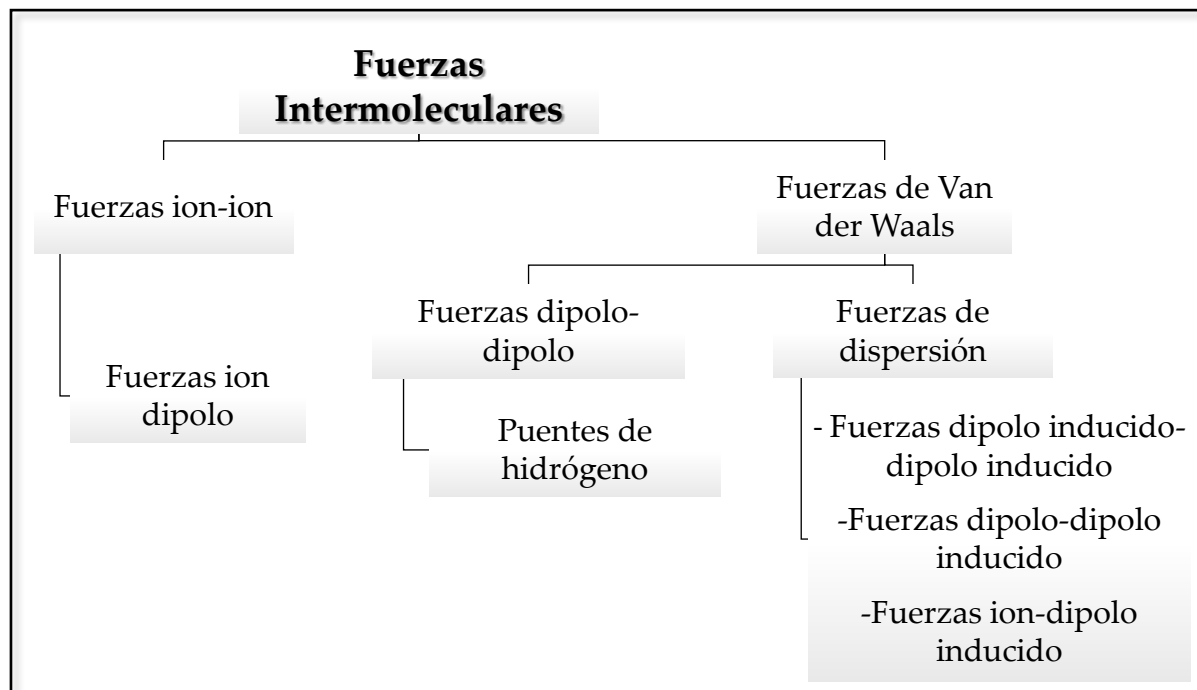 Fuerzas
Intermoleculares
Fuerzas ion-ion
Fuerzas ion
dipolo
Fuerzas de Van
der Waals
Fuerzas dipolo-
dipolo
Puentes de
hidrógeno
Fuerzas de
dispersión
- Fuerzas dipolo inducido-
dipolo inducido
-Fuerzas dipolo-dipolo
inducido
-Fuerzas ion-dipolo
inducido